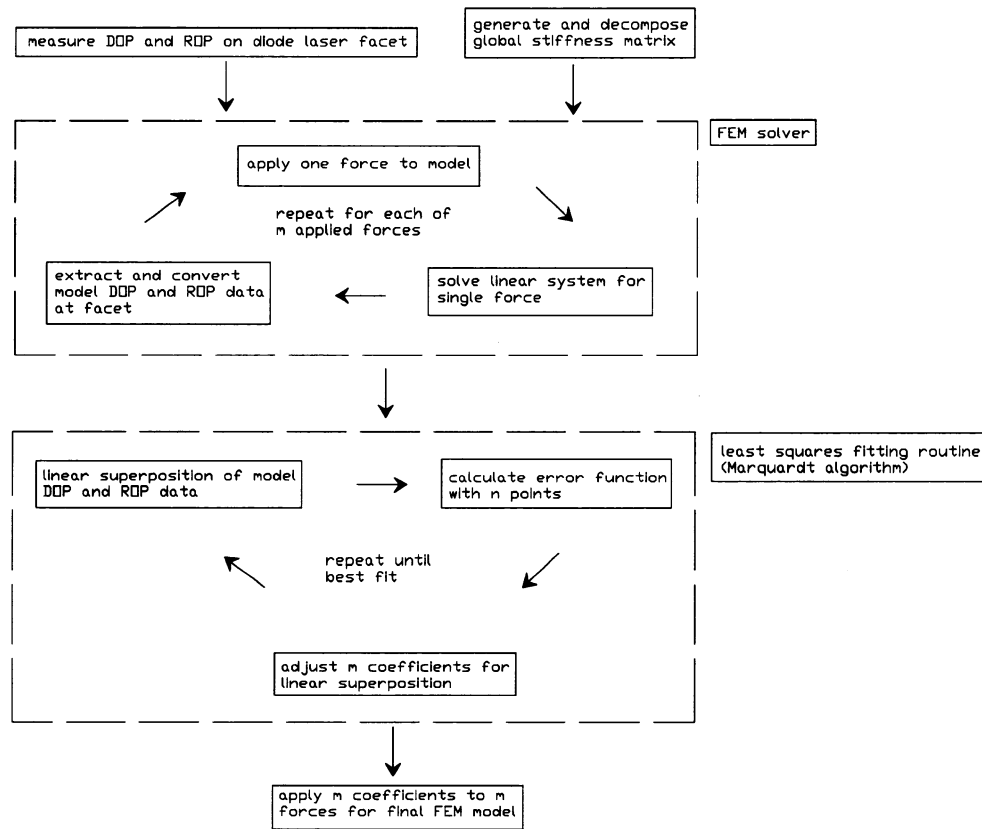 measure DOP and ROP on diode laser facet
generate and decompose
global stiffness matrix
FEM solver
apply one force to model
repeat for each of
m applied forces
extract and convert
model DOP and ROP data
at facet
solve linear system for
single force
least squares fitting routine
(Marquardt algorithm)
linear superposition of model
DOP and ROP data
calculate error function
with n points
repeat until
best fit
adjust m coefficients for
linear superposition
apply m coefficients to m
forces for final FEM model